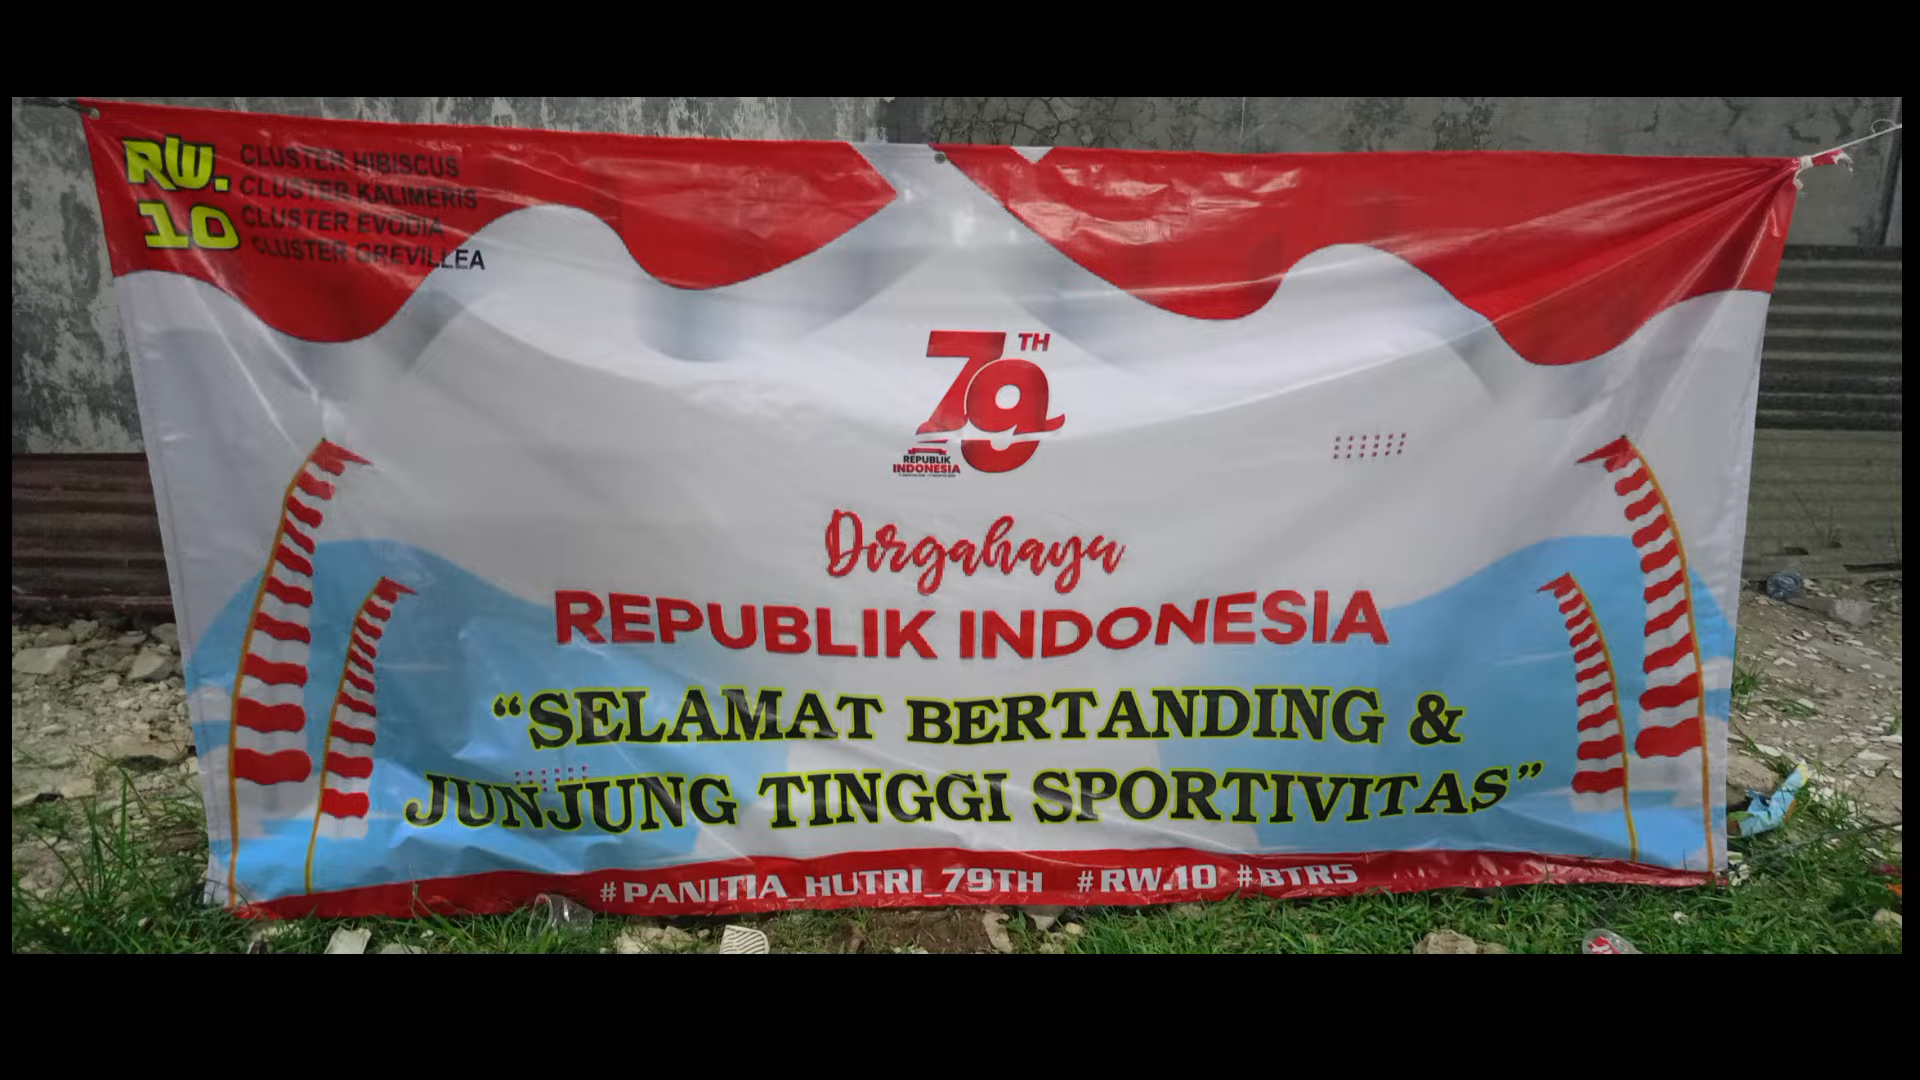 RW.
10
CLUSTER HIBISCUS
CLUSTER KALIMERIS
CLUSTER EVODIA
CLUSTER GREVILLEA
79TH
REPUBLIK
INDONESIA
Dirgahayu
REPUBLIK INDONESIA
“SELAMAT BERTANDING &
JUNJUNG TINGGI SPORTIVITAS”
#PANITIA_HUTRI_79TH #RW.10 #BTR5